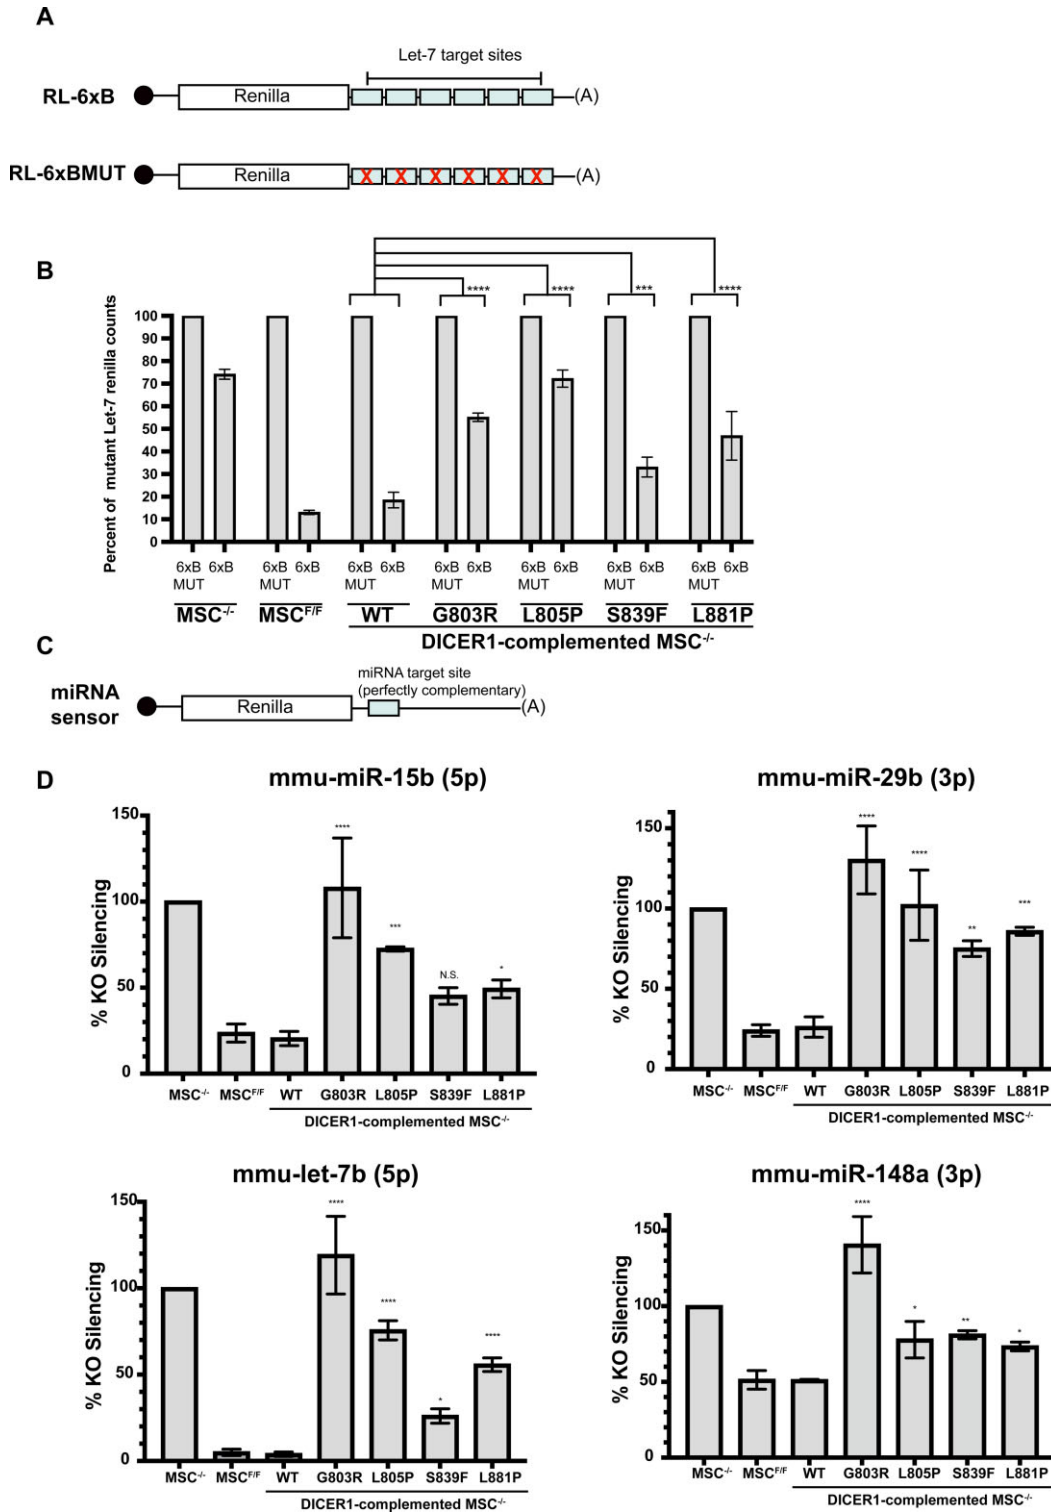 A
Let-7 target sites
RL-6xB
Renilla
(A)
RL-6xBMUT
Renilla
X X X X X X
(A)
B
**** **** *** ****
Percent of mutant Let-7 renilla counts
100
90
80
70
60
50
40
30
20
10
0
6xB MUT 6xB 6xB MUT 6xB 6xB MUT 6xB 6xB MUT 6xB 6xB MUT 6xB 6xB MUT 6xB 6xB MUT 6xB
MSC-/- MSCF/F WT G803R L805P S839F L881P
DICER1-complemented MSC-/-
C
miRNA target site
(perfectly complementary)
miRNA
sensor
Renilla
(A)
D
mmu-miR-15b (5p)
% KO Silencing
150
100
50
0
**** *** N.S. *
MSC-/- MSCF/F WT G803R L805P S839F L881P
DICER1-complemented MSC-/-
mmu-miR-29b (3p)
% KO Silencing
150
100
50
0
**** **** ** ***
MSC-/- MSCF/F WT G803R L805P S839F L881P
DICER1-complemented MSC-/-
mmu-let-7b (5p)
% KO Silencing
150
100
50
0
**** **** * ****
MSC-/- MSCF/F WT G803R L805P S839F L881P
DICER1-complemented MSC-/-
mmu-miR-148a (3p)
% KO Silencing
150
100
50
0
**** * ** *
MSC-/- MSCF/F WT G803R L805P S839F L881P
DICER1-complemented MSC-/-